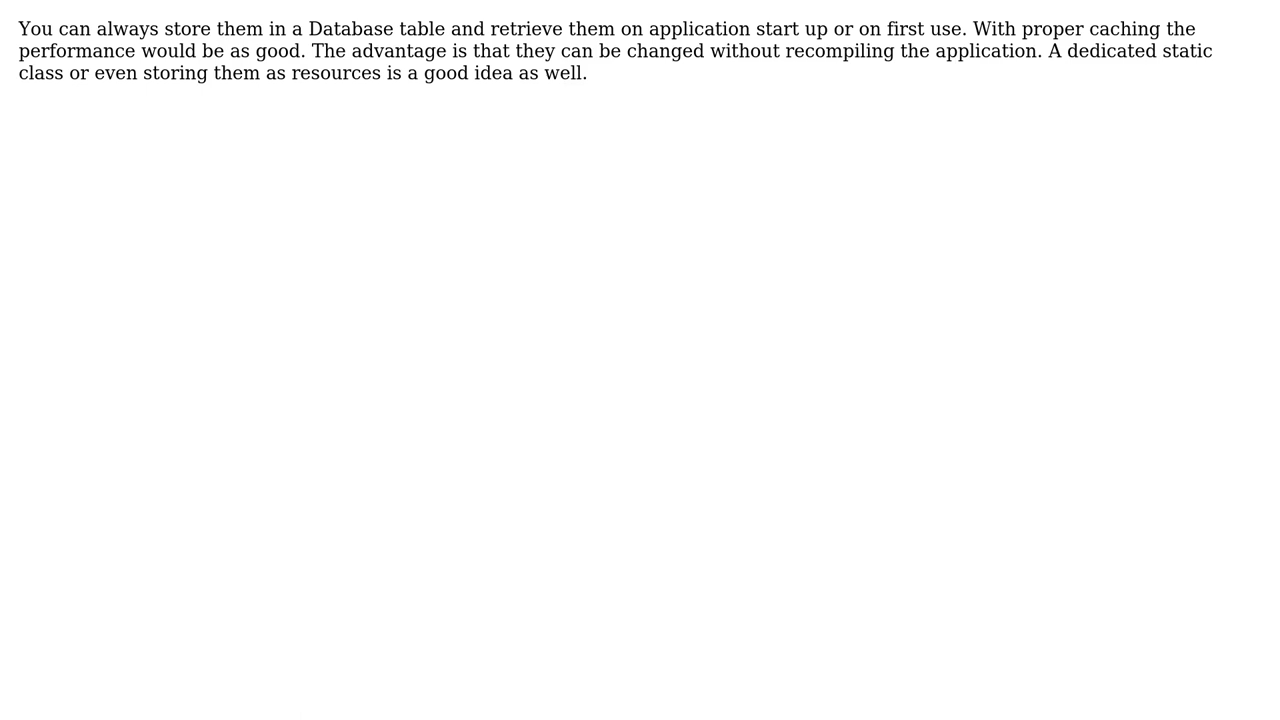 You can always store them in a Database table and retrieve them on application start up or on first use. With proper caching the
performance would be as good. The advantage is that they can be changed without recompiling the application. A dedicated static
class or even storing them as resources is a good idea as well.